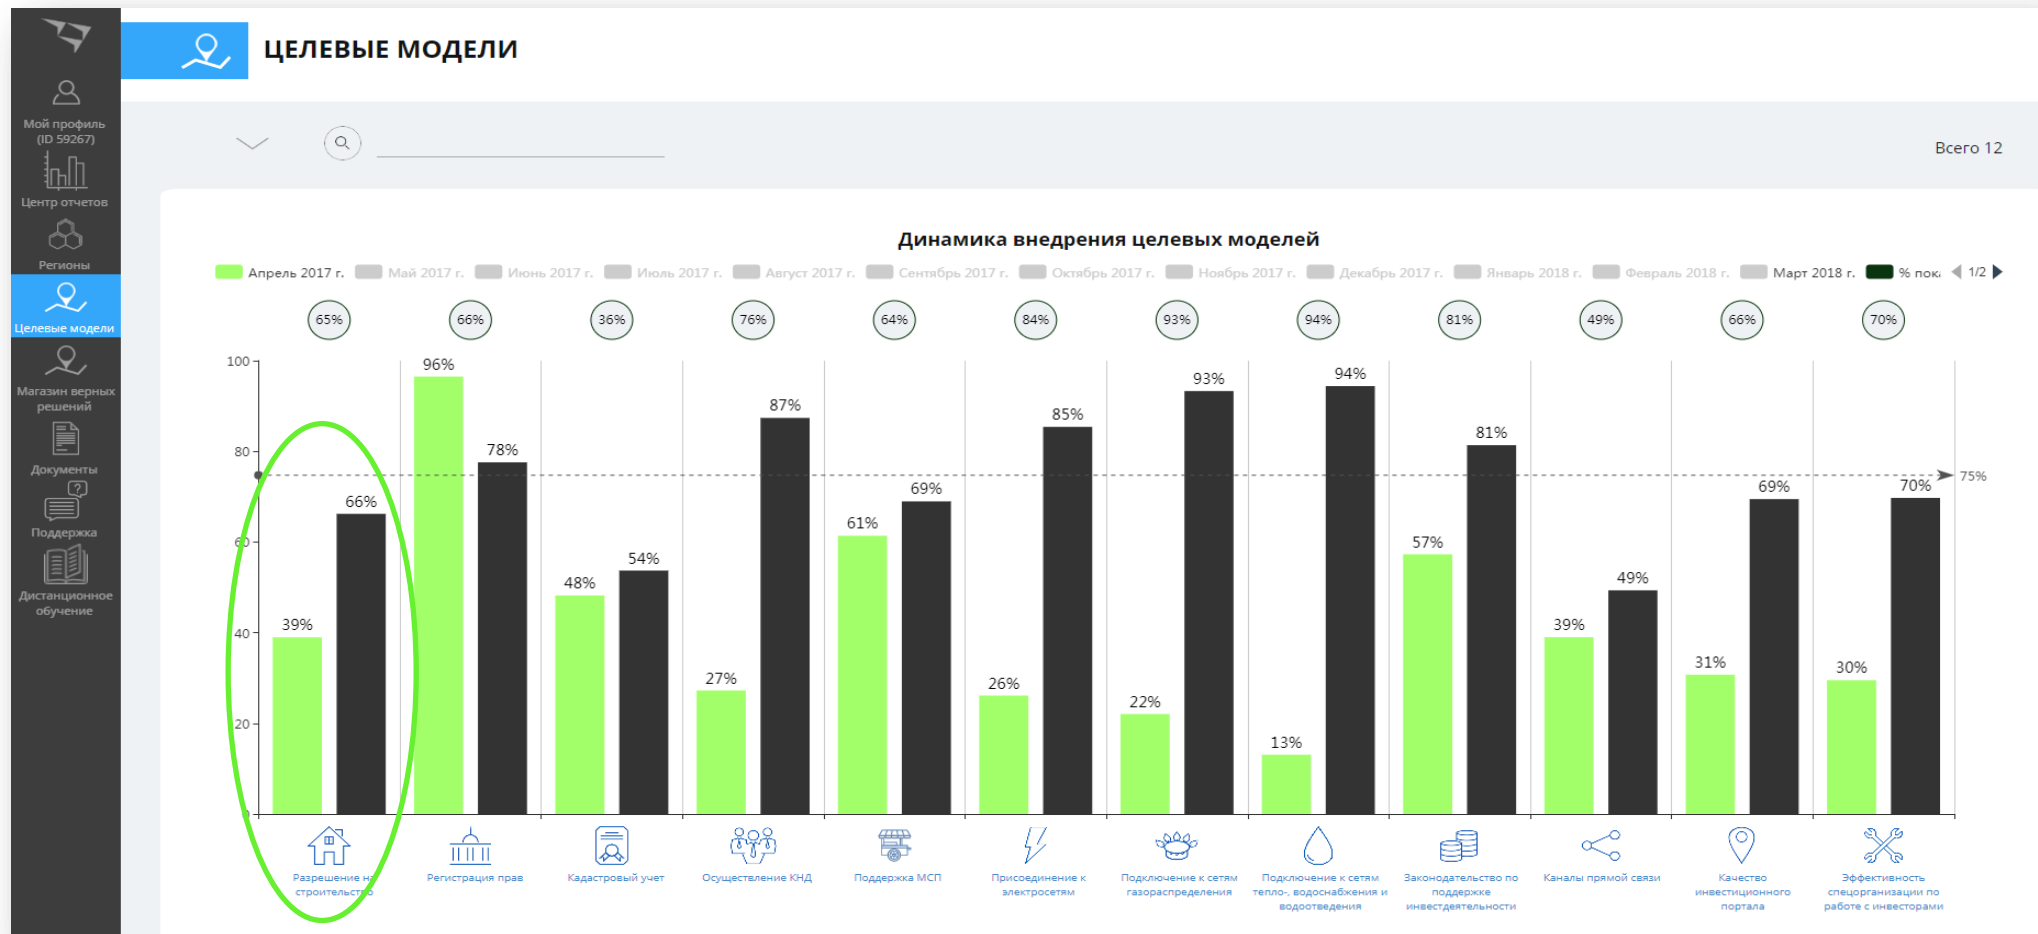 ЦЕЛЕВЫЕ МОДЕЛИ
Мой профиль
(ID 59267)
Центр отчетов
Регионы
Целевые модели
Магазин верных
решений
Документы
Поддержка
Дистанционное
обучение
Всего 12
Динамика внедрения целевых моделей
Апрель 2017 г. Май 2017 г. Июнь 2017 г. Июль 2017 г. Август 2017 г. Сентябрь 2017 г. Октябрь 2017 г. Ноябрь 2017 г. Декабрь 2017 г. Январь 2018 г. Февраль 2018 г. Март 2018 г. % пока 1/2
65% 66% 36% 76% 64% 84% 93% 94% 81% 49% 66% 70%
100
80
60
40
20
0
75%
39% 66%
96% 78%
48% 54%
27% 87%
61% 69%
26% 85%
22% 93%
13% 94%
57% 81%
39% 49%
31% 69%
30% 70%
Разрешение на
строительство
Регистрация прав
Кадастровый учет
Осуществление КНД
Поддержка МСП
Присоединение к
электросетям
Подключение к сетям
газораспределения
Подключение к сетям
тепло-, водоснабжения и
водоотведения
Законодательство по
поддержке
инвестдеятельности
Каналы прямой связи
Качество
инвестиционного
портала
Эффективность
спецорганизации по
работе с инвесторами